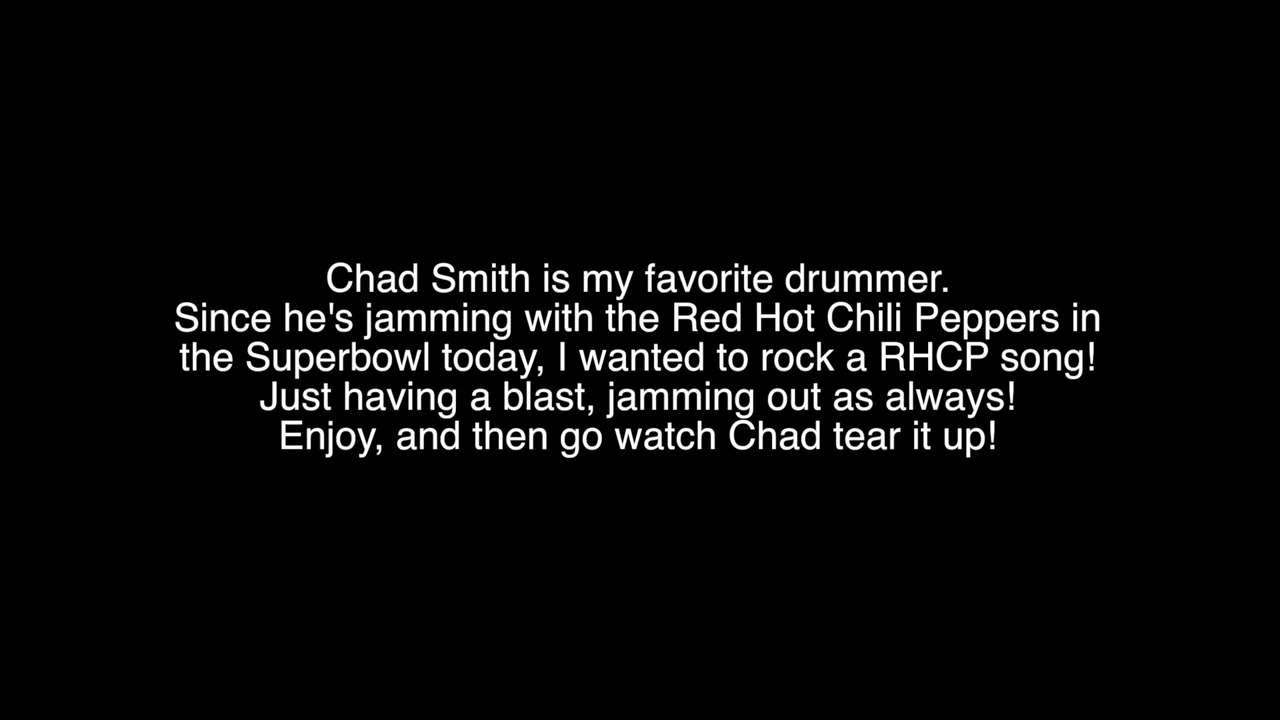 Chad Smith is my favorite drummer.
Since he's jamming with the Red Hot Chili Peppers in
the Superbowl today, I wanted to rock a RHCP song!
Just having a blast, jamming out as always!
Enjoy, and then go watch Chad tear it up!